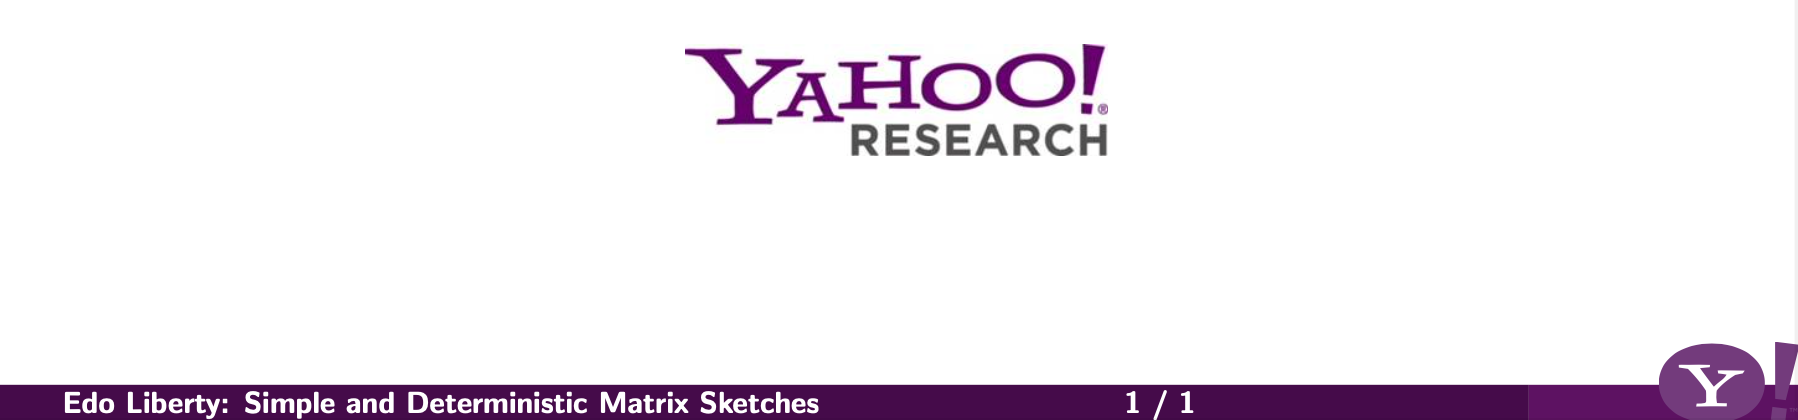 YAHOO!®
RESEARCH
Edo Liberty: Simple and Deterministic Matrix Sketches 1 / 1
Y!